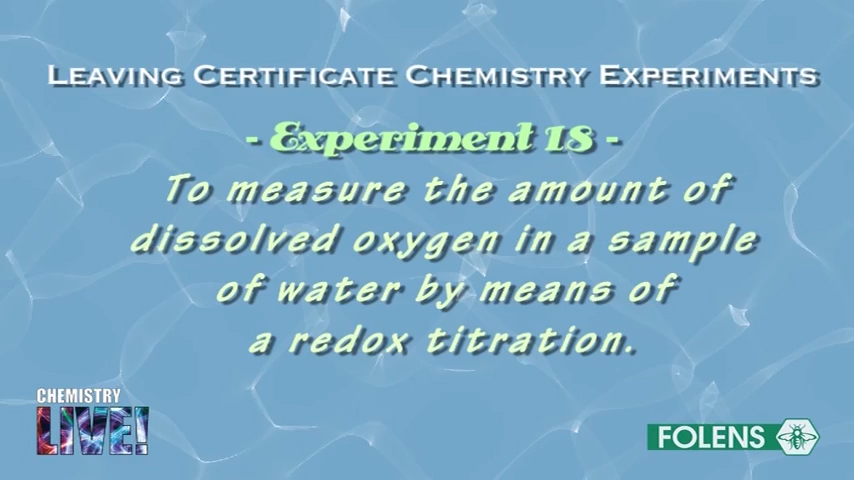 LEAVING CERTIFICATE CHEMISTRY EXPERIMENTS
- Experiment 18 -
To measure the amount of
dissolved oxygen in a sample
of water by means of
a redox titration.
CHEMISTRY
LIVE!
FOLENS